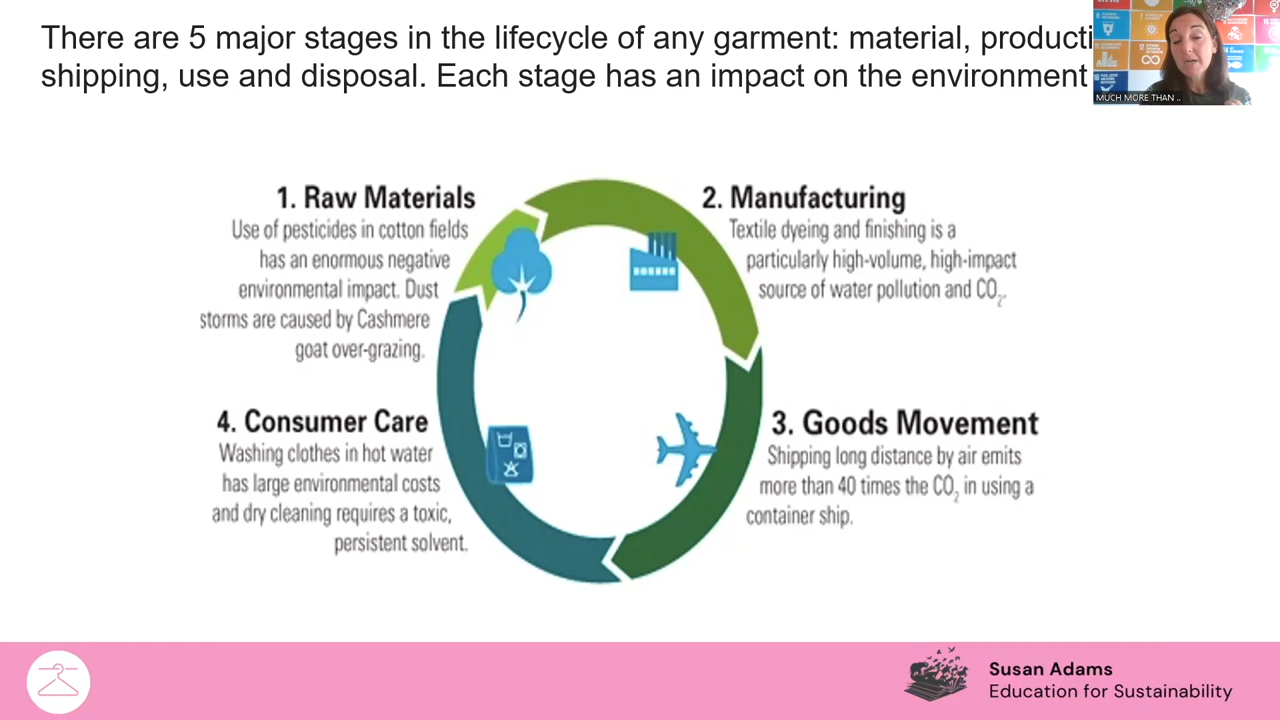 There are 5 major stages in the lifecycle of any garment: material, producti
shipping, use and disposal. Each stage has an impact on the environment
MUCH MORE THAN ..
1. Raw Materials
Use of pesticides in cotton fields
has an enormous negative
environmental impact. Dust
storms are caused by Cashmere
goat over-grazing.
2. Manufacturing
Textile dyeing and finishing is a
particularly high-volume, high-impact
source of water pollution and CO₂.
3. Goods Movement
Shipping long distance by air emits
more than 40 times the CO₂ in using a
container ship.
4. Consumer Care
Washing clothes in hot water
has large environmental costs
and dry cleaning requires a toxic,
persistent solvent.
Susan Adams
Education for Sustainability